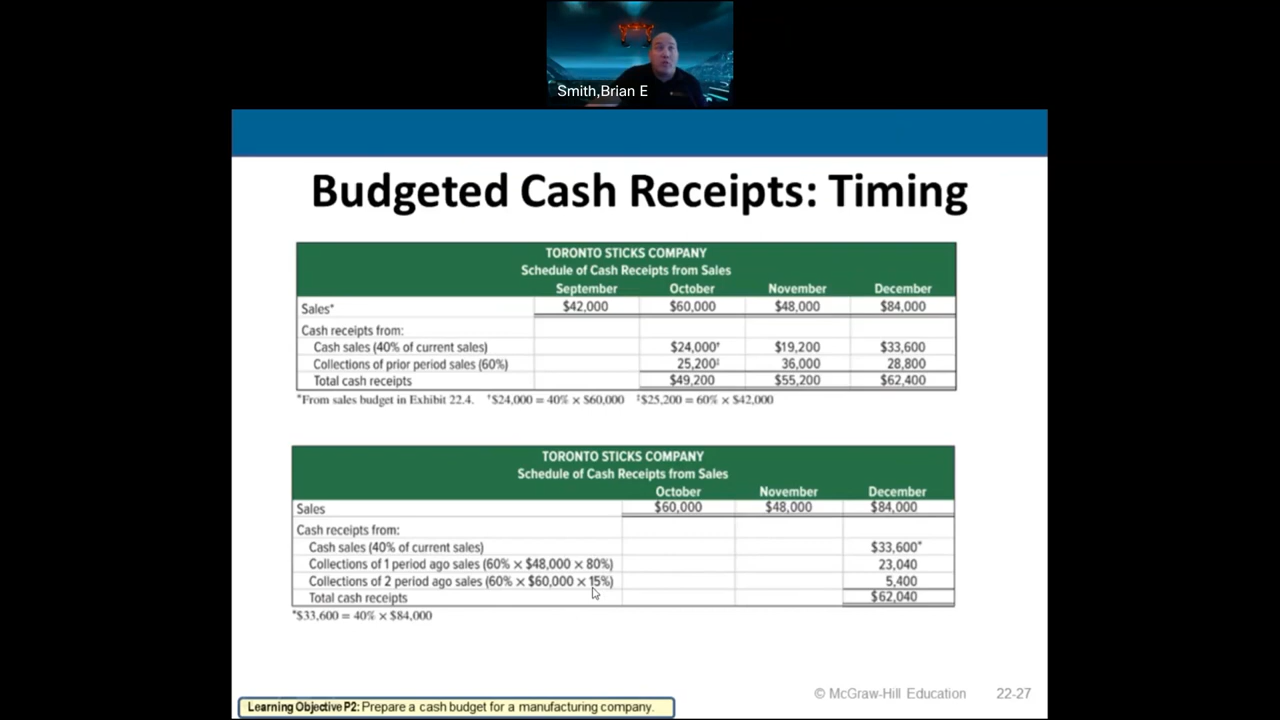 Smith,Brian E
Budgeted Cash Receipts: Timing
TORONTO STICKS COMPANY
Schedule of Cash Receipts from Sales
September October November December
Sales* $42,000 $60,000 $48,000 $84,000
Cash receipts from:
Cash sales (40% of current sales) $24,000† $19,200 $33,600
Collections of prior period sales (60%) 25,200‡ 36,000 28,800
Total cash receipts $49,200 $55,200 $62,400
*From sales budget in Exhibit 22.4. †$24,000 = 40% × $60,000 ‡$25,200 = 60% × $42,000
TORONTO STICKS COMPANY
Schedule of Cash Receipts from Sales
October November December
Sales $60,000 $48,000 $84,000
Cash receipts from:
Cash sales (40% of current sales) $33,600*
Collections of 1 period ago sales (60% × $48,000 × 80%) 23,040
Collections of 2 period ago sales (60% × $60,000 × 15%) 5,400
Total cash receipts $62,040
*$33,600 = 40% × $84,000
© McGraw-Hill Education 22-27
Learning Objective P2: Prepare a cash budget for a manufacturing company.